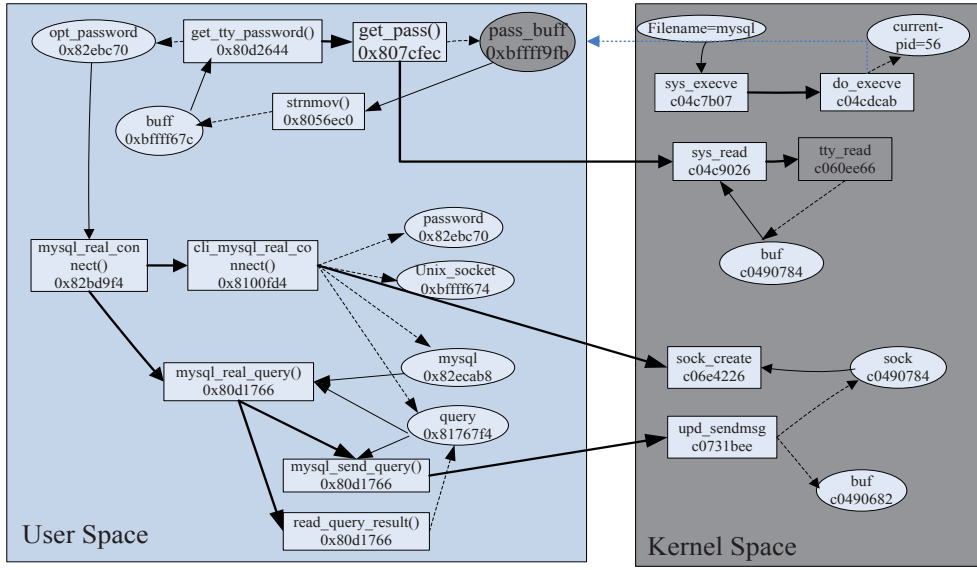 opt_password
0x82ebc70
get_tty_password()
0x80d2644
get_pass()
0x807cfec
pass_buff
0xbffff9fb
strnmov()
0x8056ec0
buff
0xbffff67c
mysql_real_con
nect()
0x82bd9f4
cli_mysql_real_co
nnect()
0x8100fd4
password
0x82ebc70
Unix_socket
0xbffff674
mysql
0x82ecab8
mysql_real_query()
0x80d1766
query
0x81767f4
mysql_send_query()
0x80d1766
read_query_result()
0x80d1766
User Space
Filename=mysql
current-
pid=56
sys_execve
c04c7b07
do_execve
c04cdcab
sys_read
c04c9026
tty_read
c060ee66
buf
c0490784
sock_create
c06e4226
sock
c0490784
upd_sendmsg
c0731bee
buf
c0490682
Kernel Space